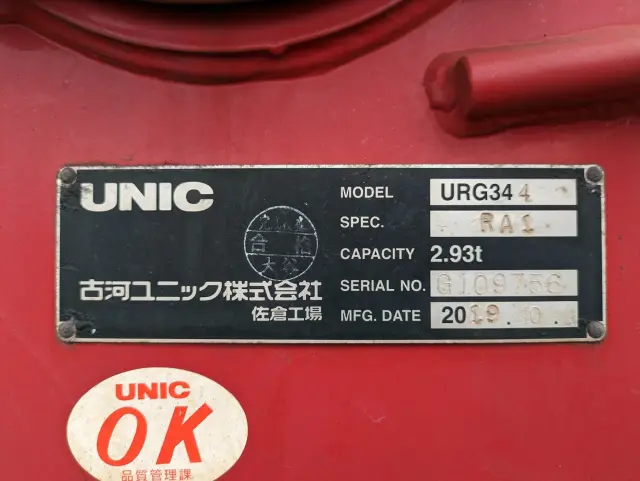 UNIC
MODEL URG344
SPEC. RA1
CAPACITY 2.93t
SERIAL NO. G109756
MFG. DATE 2019.
合格
古河ユニック株式会社
佐倉工場
UNIC
OK
品質管理課